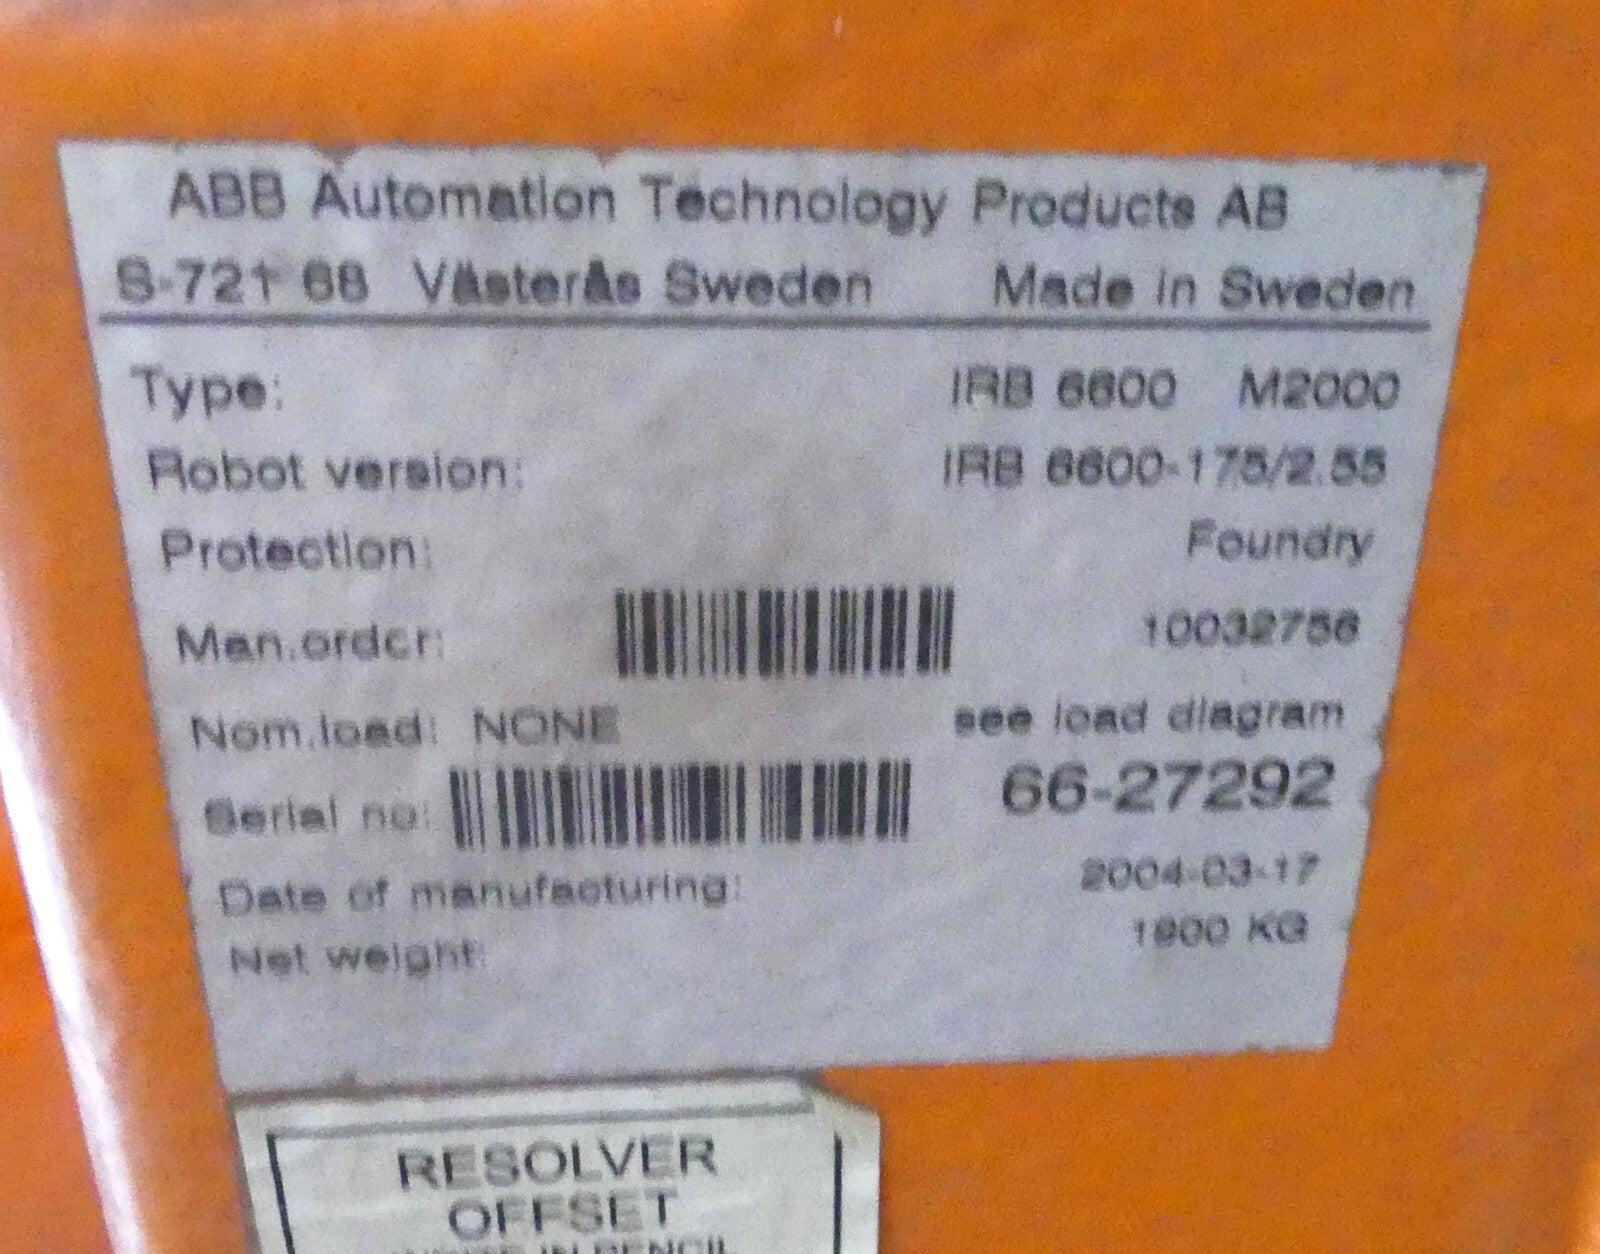 ABB Automation Technology Products AB
S-721 68 Västerås Sweden Made in Sweden
Type: IRB 6600 M2000
Robot version: IRB 6600-175/2.55
Protection: Foundry
Man.order: 10032756
Nom.load: NONE see load diagram
Serial no: 66-27292
Date of manufacturing: 2004-03-17
Net weight: KG
RESOLVER
OFFSET
IN PENCIL